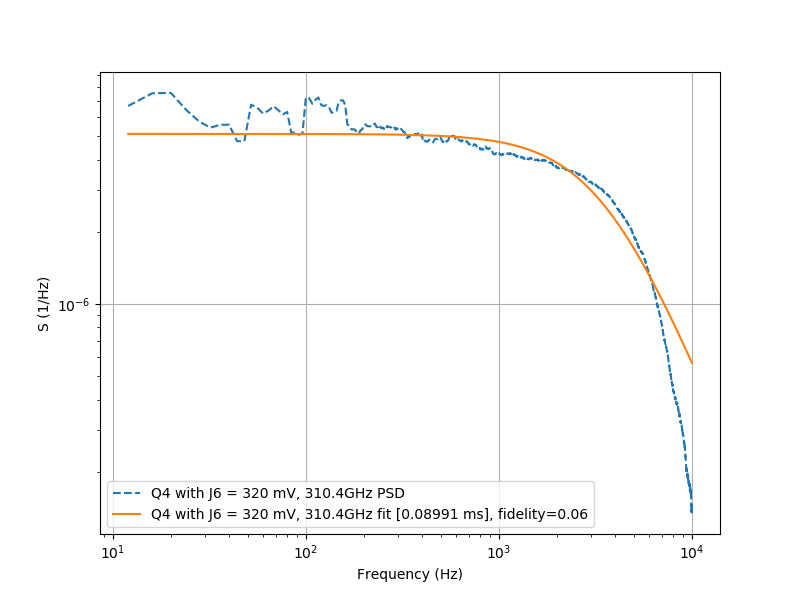 S (1/Hz)
10⁻⁶
10¹ 10² 10³ 10⁴
Frequency (Hz)
Q4 with J6 = 320 mV, 310.4GHz PSD
Q4 with J6 = 320 mV, 310.4GHz fit [0.08991 ms], fidelity=0.06